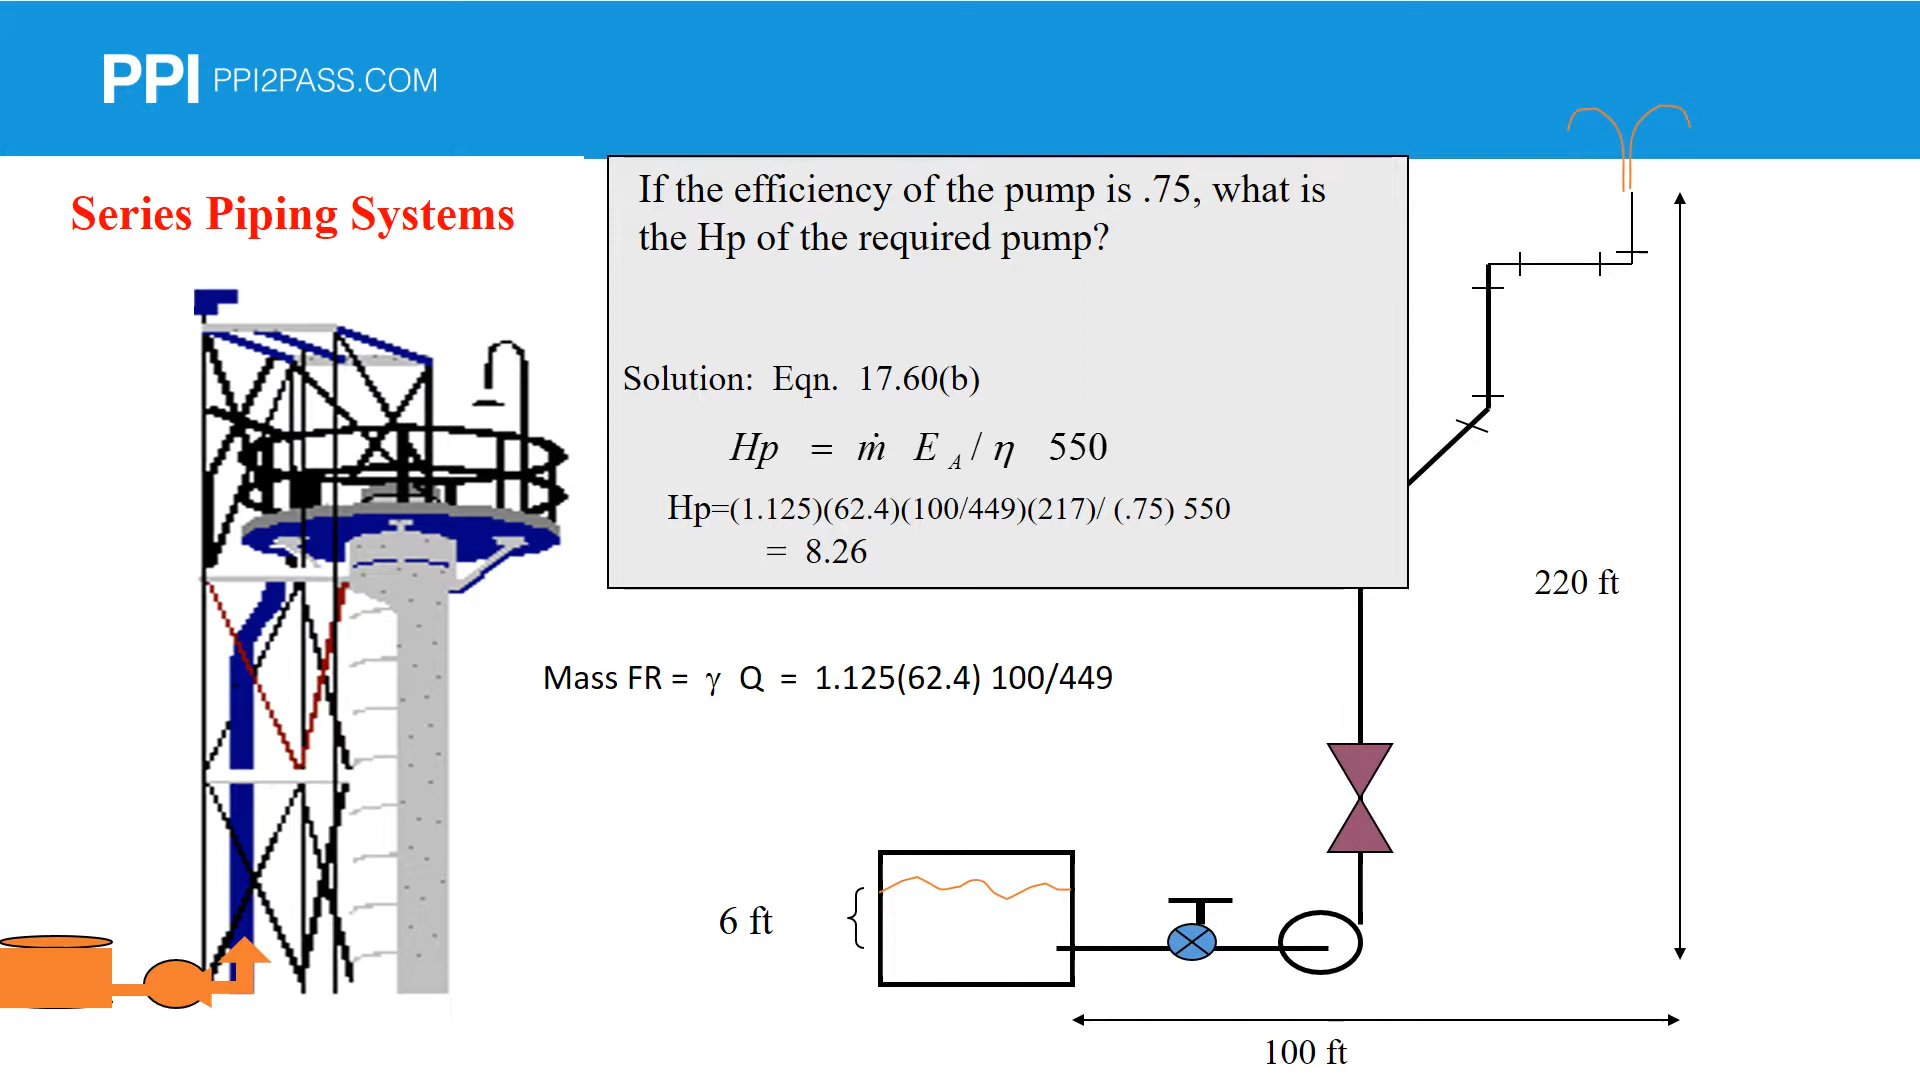 PPI PPI2PASS.COM
Series Piping Systems
If the efficiency of the pump is .75, what is
the Hp of the required pump?
Solution: Eqn. 17.60(b)
Hp = ṁ E A / η 550
Hp=(1.125)(62.4)(100/449)(217)/ (.75) 550
= 8.26
220 ft
Mass FR = γ Q = 1.125(62.4) 100/449
6 ft
100 ft